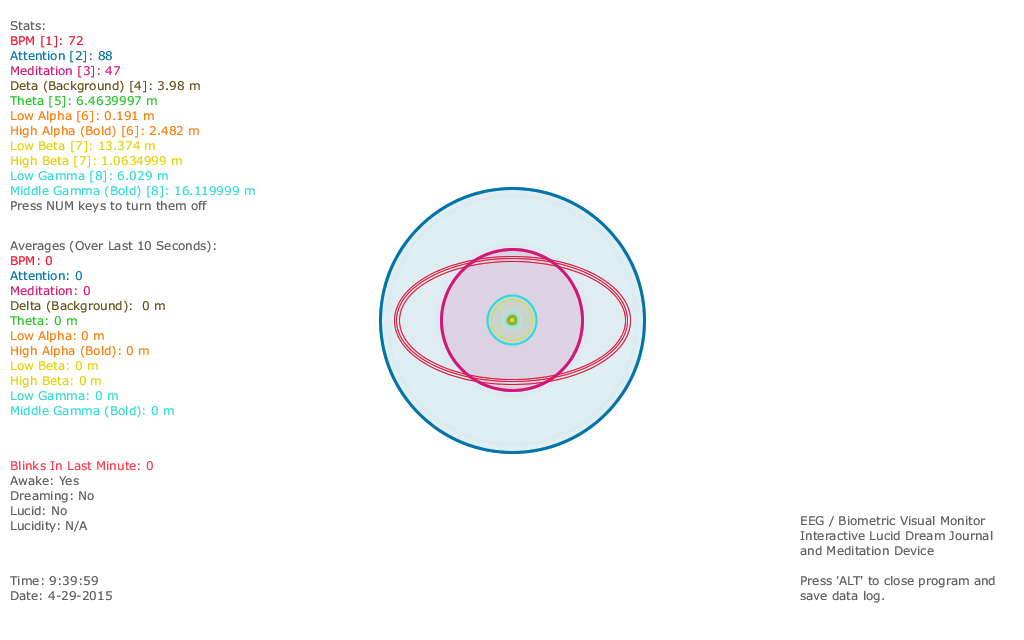 Stats:
BPM [1]: 72
Attention [2]: 88
Meditation [3]: 47
Deta (Background) [4]: 3.98 m
Theta [5]: 6.4639997 m
Low Alpha [6]: 0.191 m
High Alpha (Bold) [6]: 2.482 m
Low Beta [7]: 13.374 m
High Beta [7]: 1.0634999 m
Low Gamma [8]: 6.029 m
Middle Gamma (Bold) [8]: 16.119999 m
Press NUM keys to turn them off
Averages (Over Last 10 Seconds):
BPM: 0
Attention: 0
Meditation: 0
Delta (Background):  0 m
Theta: 0 m
Low Alpha: 0 m
High Alpha (Bold): 0 m
Low Beta: 0 m
High Beta: 0 m
Low Gamma: 0 m
Middle Gamma (Bold): 0 m
Blinks In Last Minute: 0
Awake: Yes
Dreaming: No
Lucid: No
Lucidity: N/A
Time: 9:39:59
Date: 4-29-2015
EEG / Biometric Visual Monitor
Interactive Lucid Dream Journal
and Meditation Device
Press 'ALT' to close program and
save data log.